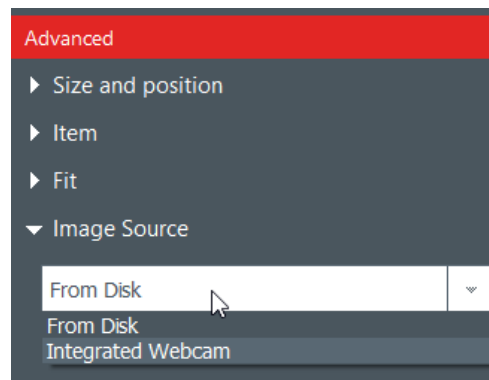 Advanced
Size and position
Item
Fit
Image Source
From Disk
From Disk
Integrated Webcam